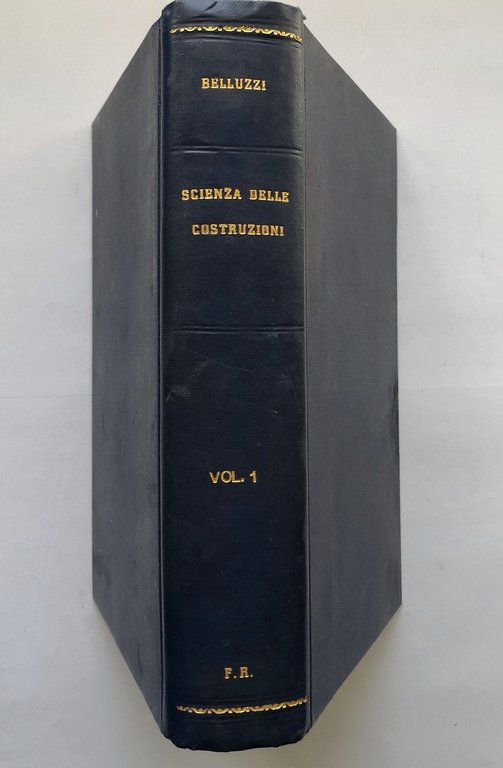 BELLUZZI
SCIENZA DELLE
COSTRUZIONI
VOL. 1
F. R.